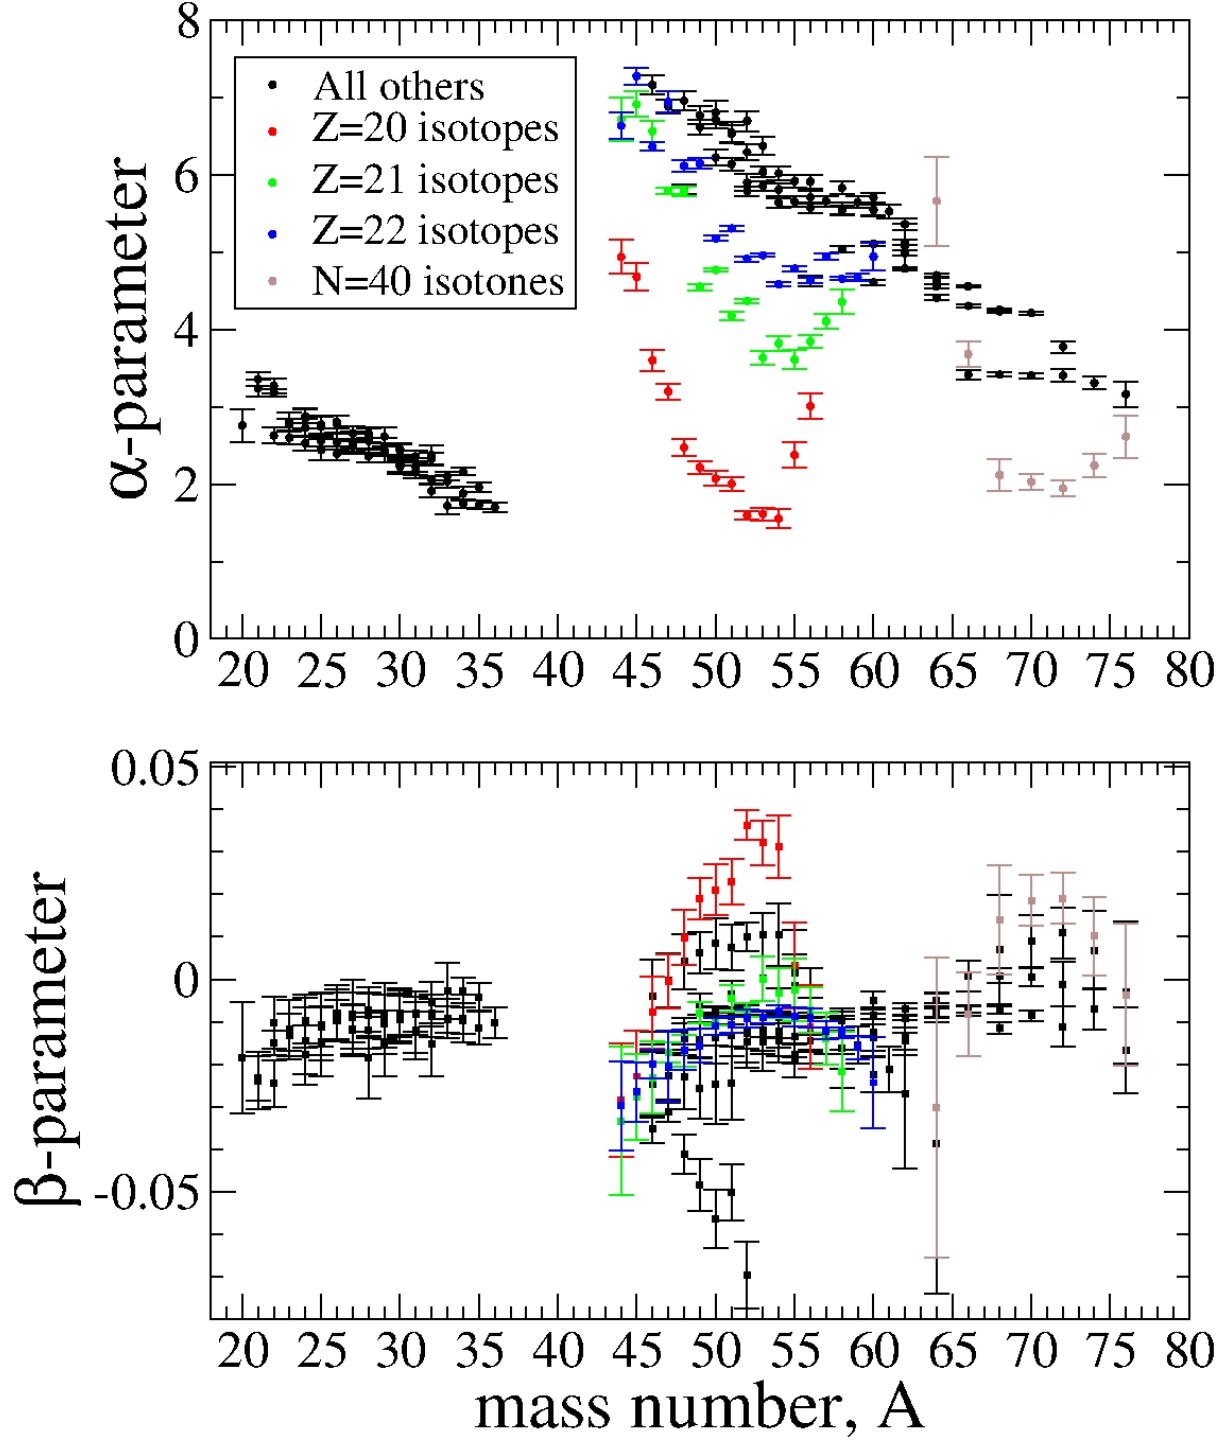 8
6
4
2
0
α-parameter
All others
Z=20 isotopes
Z=21 isotopes
Z=22 isotopes
N=40 isotones
20 25 30 35 40 45 50 55 60 65 70 75 80
0.05
0
-0.05
β-parameter
20 25 30 35 40 45 50 55 60 65 70 75 80
mass number, A